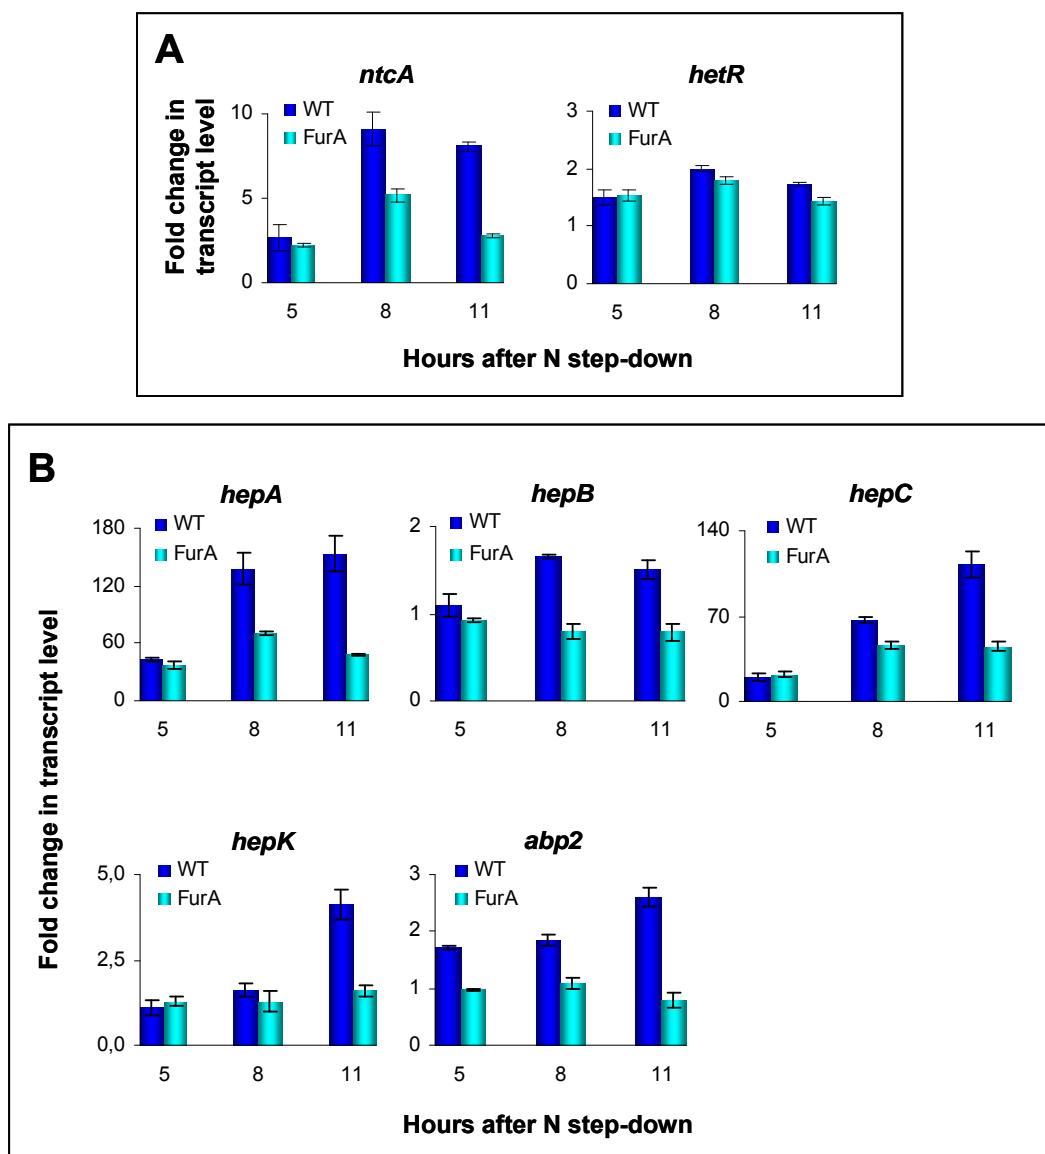 A
ntcA
hetR
Fold change in
transcript level
10
5
0
WT
FurA
5
8
11
3
2
1
0
WT
FurA
5
8
11
Hours after N step-down
B
Fold change in transcript level
hepA
180
120
60
0
WT
FurA
5
8
11
hepB
2
1
0
WT
FurA
5
8
11
hepC
140
70
0
WT
FurA
5
8
11
hepK
5,0
2,5
0,0
WT
FurA
5
8
11
abp2
3
2
1
0
WT
FurA
5
8
11
Hours after N step-down